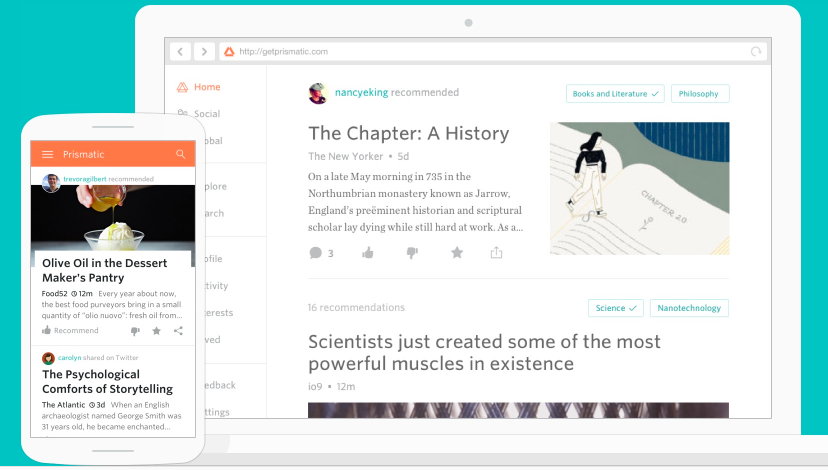 http://getprismatic.com
Home
Social
obal
plore
arch
ofile
tivity
terests
ved
edback
ttings
nancyeking recommended
Books and Literature
Philosophy
The Chapter: A History
The New Yorker • 5d
On a late May morning in 735 in the
Northumbrian monastery known as Jarrow,
England's preëminent historian and scriptural
scholar lay dying while still hard at work. As a...
3
CHAPTER 20
16 recommendations
Science
Nanotechnology
Scientists just created some of the most
powerful muscles in existence
io9 • 12m
Prismatic
trevoragilbert recommended
Olive Oil in the Dessert
Maker's Pantry
Food52 12m Every year about now,
the best food purveyors bring in a small
quantity of "olio nuovo": fresh oil from...
Recommend
carolyn shared on Twitter
The Psychological
Comforts of Storytelling
The Atlantic 3d When an English
archaeologist named George Smith was
31 years old, he became enchanted...